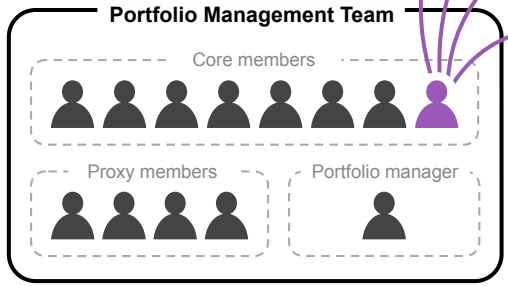 Portfolio Management Team
Core members
Proxy members
Portfolio manager